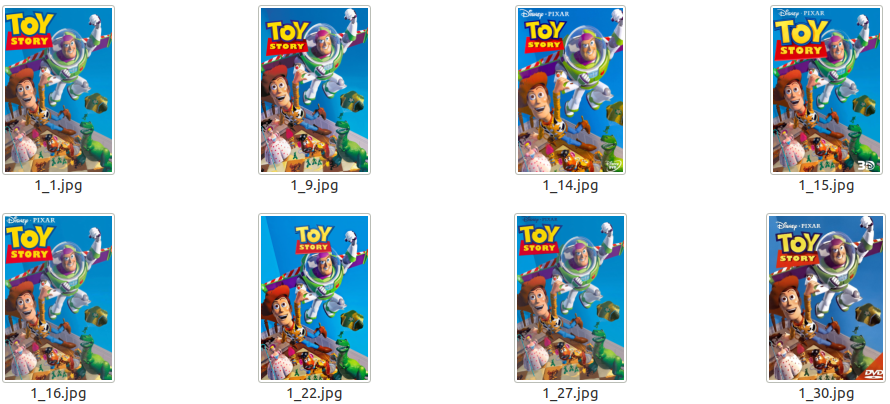 TOY
STORY
1_1.jpg
TOY
STORY
1_9.jpg
Disney · PIXAR
TOY
STORY
1_14.jpg
Disney · PIXAR
TOY
STORY
3D
1_15.jpg
Disney · PIXAR
TOY
STORY
1_16.jpg
TOY
STORY
1_22.jpg
Disney · PIXAR
TOY
STORY
1_27.jpg
Disney · PIXAR
TOY
STORY
DVD
1_30.jpg